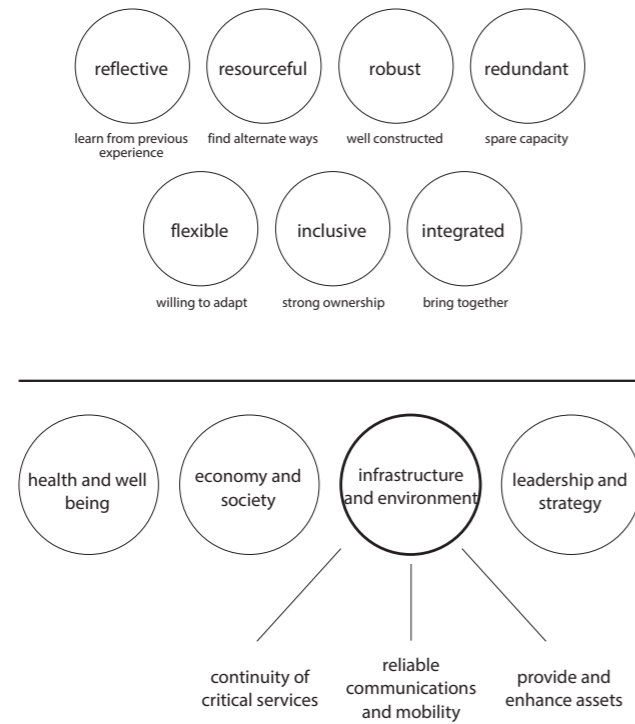 reflective
resourceful
robust
redundant
learn from previous
experience
find alternate ways
well constructed
spare capacity
flexible
inclusive
integrated
willing to adapt
strong ownership
bring together
health and well
being
economy and
society
infrastructure
and environment
leadership and
strategy
continuity of
critical services
reliable
communications
and mobility
provide and
enhance assets